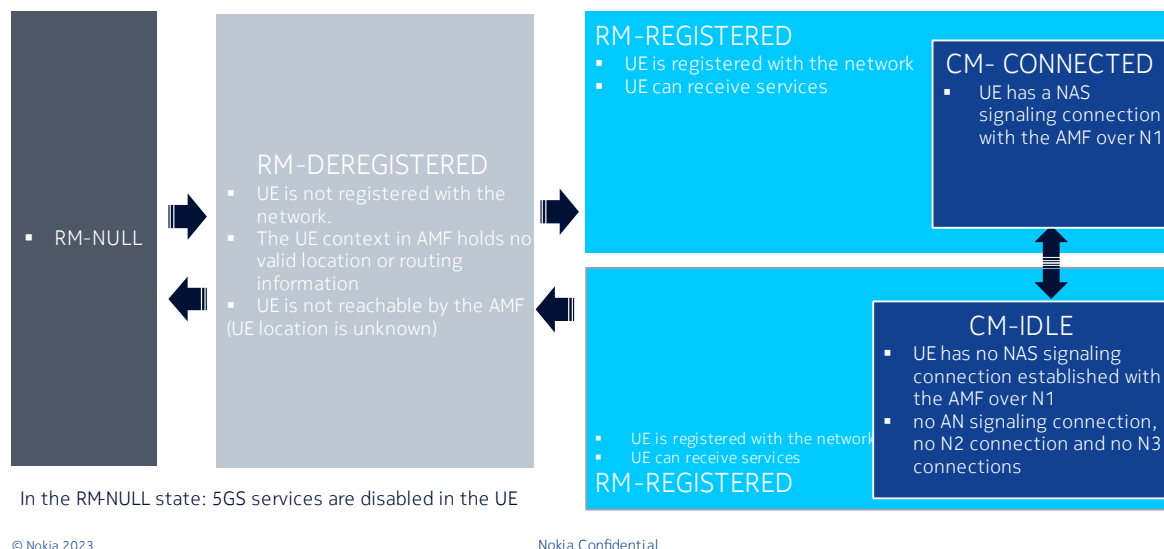 ▪ RM-NULL
RM-DEREGISTERED
▪ UE is not registered with the
network.
▪ The UE context in AMF holds no
valid location or routing
information
▪ UE is not reachable by the AMF
(UE location is unknown)
RM-REGISTERED
▪ UE is registered with the network
▪ UE can receive services
CM- CONNECTED
▪ UE has a NAS
signaling connection
with the AMF over N1
CM-IDLE
▪ UE has no NAS signaling
connection established with
the AMF over N1
▪ no AN signaling connection,
no N2 connection and no N3
connections
▪ UE is registered with the network
▪ UE can receive services
RM-REGISTERED
In the RM-NULL state: 5GS services are disabled in the UE
© Nokia 2023
Nokia Confidential